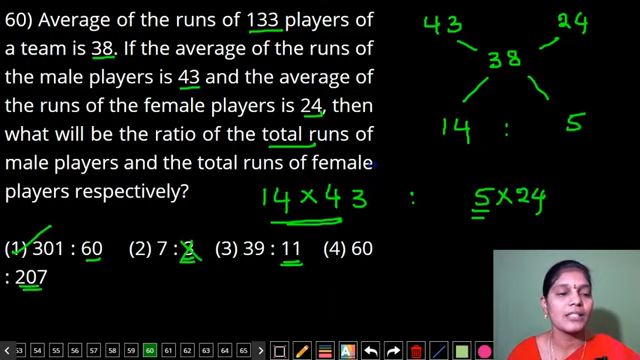 60) Average of the runs of 133 players of
a team is 38. If the average of the runs
of the male players is 43 and the average
of the runs of the female players is 24, then
what will be the ratio of the total runs of
male players and the total runs of female
players respectively?
(1) 301 : 60 (2) 7 : 3 (3) 39 : 11 (4) 60
: 207
43 24
38
14 : 5
14 × 43 : 5 × 24
53 54 55 56 57 58 59 60 61 62 63 64 65 66 67
A